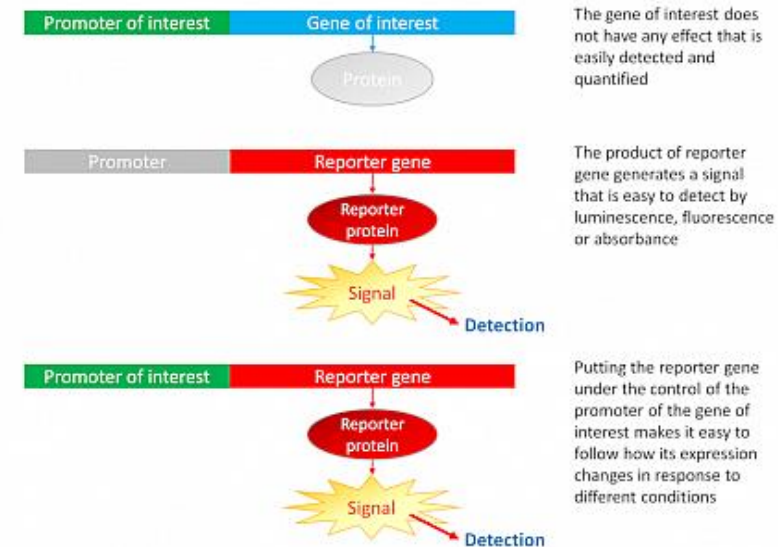 Promoter of interest Gene of interest
Protein
The gene of interest does
not have any effect that is
easily detected and
quantified
Promoter Reporter gene
Reporter
protein
Signal
Detection
The product of reporter
gene generates a signal
that is easy to detect by
luminescence, fluorescence
or absorbance
Promoter of interest Reporter gene
Reporter
protein
Signal
Detection
Putting the reporter gene
under the control of the
promoter of the gene of
interest makes it easy to
follow how its expression
changes in response to
different conditions